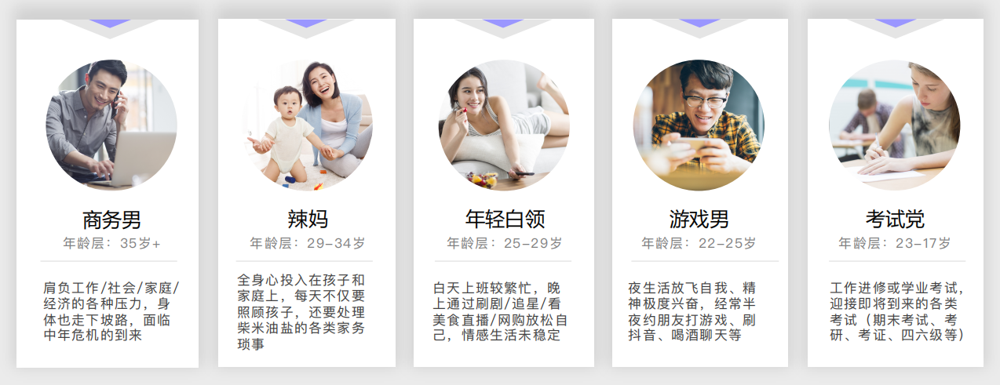 商务男
年龄层：35岁+
肩负工作/社会/家庭/
经济的各种压力，身
体也走下坡路，面临
中年危机的到来
辣妈
年龄层：29-34岁
全身心投入在孩子和
家庭上，每天不仅要
照顾孩子，还要处理
柴米油盐的各类家务
琐事
年轻白领
年龄层：25-29岁
白天上班较繁忙，晚
上通过刷剧/追星/看
美食直播/网购放松自
己，情感生活未稳定
游戏男
年龄层：22-25岁
夜生活放飞自我、精
神极度兴奋，经常半
夜约朋友打游戏、刷
抖音、喝酒聊天等
考试党
年龄层：23-17岁
工作进修或学业考试，
迎接即将到来的各类
考试（期末考试、考
研、考证、四六级等）